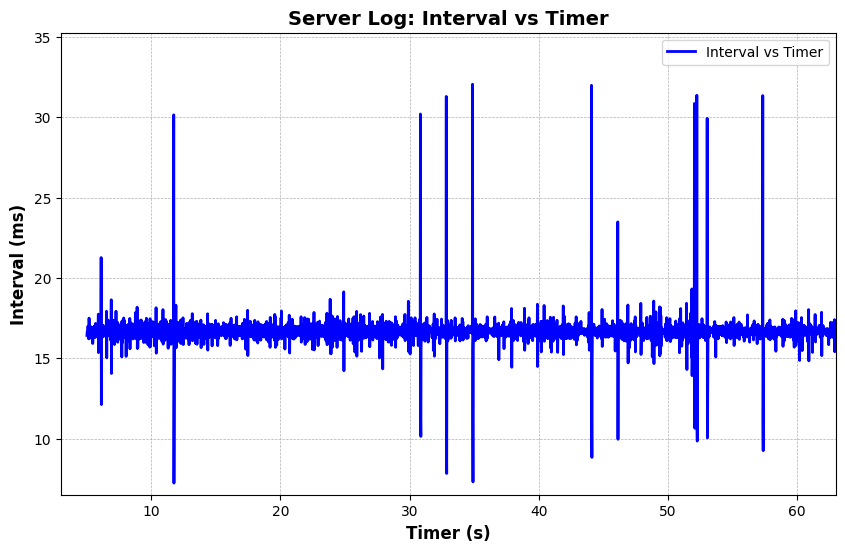 Server Log: Interval vs Timer
Interval vs Timer
Interval (ms)
35
30
25
20
15
10
10 20 30 40 50 60
Timer (s)